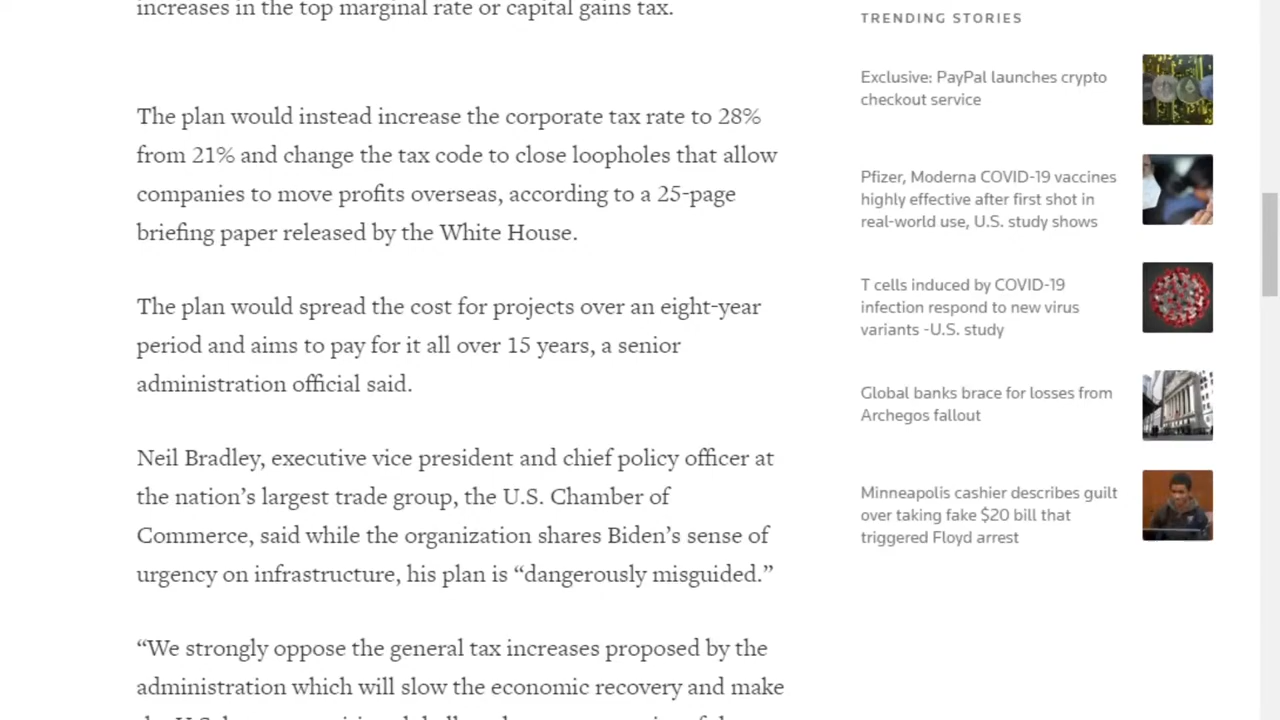 increases in the top marginal rate or capital gains tax.
The plan would instead increase the corporate tax rate to 28%
from 21% and change the tax code to close loopholes that allow
companies to move profits overseas, according to a 25-page
briefing paper released by the White House.
The plan would spread the cost for projects over an eight-year
period and aims to pay for it all over 15 years, a senior
administration official said.
Neil Bradley, executive vice president and chief policy officer at
the nation’s largest trade group, the U.S. Chamber of
Commerce, said while the organization shares Biden’s sense of
urgency on infrastructure, his plan is “dangerously misguided.”
“We strongly oppose the general tax increases proposed by the
administration which will slow the economic recovery and make
TRENDING STORIES
Exclusive: PayPal launches crypto
checkout service
Pfizer, Moderna COVID-19 vaccines
highly effective after first shot in
real-world use, U.S. study shows
T cells induced by COVID-19
infection respond to new virus
variants -U.S. study
Global banks brace for losses from
Archegos fallout
Minneapolis cashier describes guilt
over taking fake $20 bill that
triggered Floyd arrest